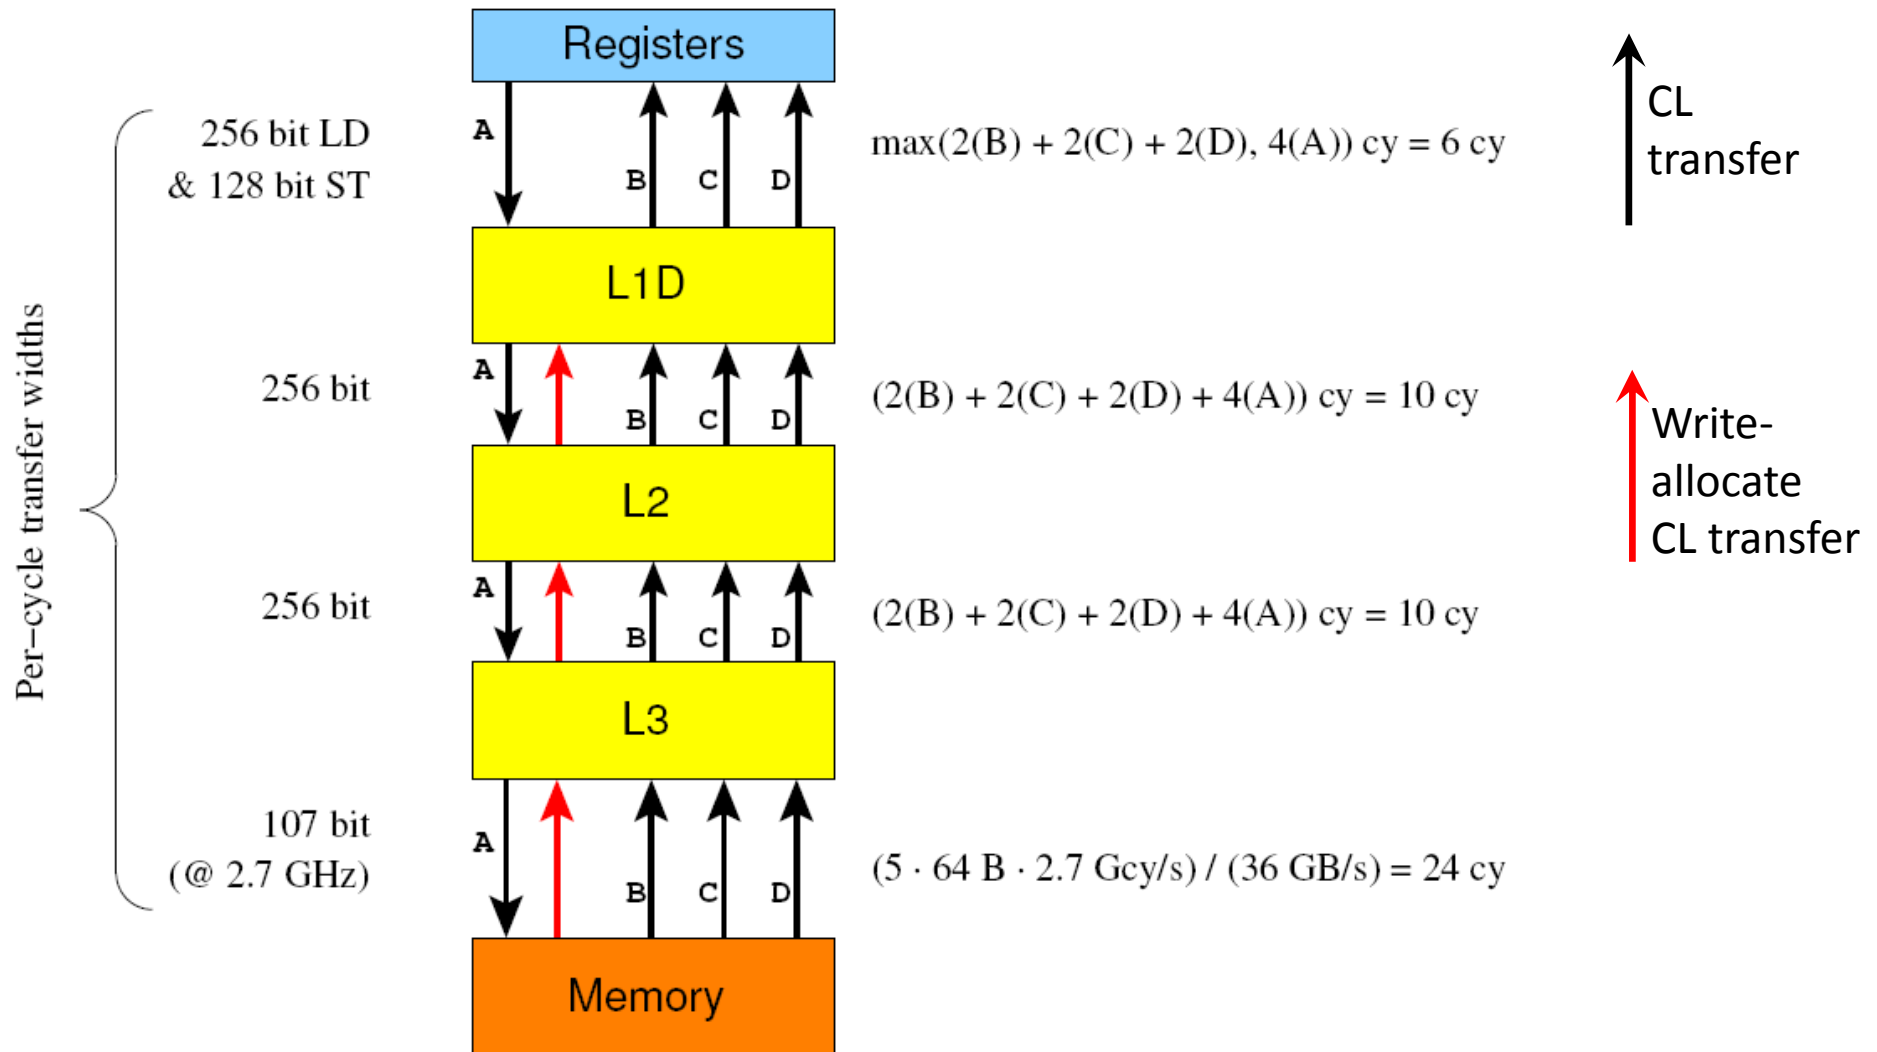 Registers
256 bit LD
& 128 bit ST
A
B
C
D
max(2(B) + 2(C) + 2(D), 4(A)) cy = 6 cy
CL
transfer
L1D
Per-cycle transfer widths
256 bit
A
B
C
D
(2(B) + 2(C) + 2(D) + 4(A)) cy = 10 cy
Write-
allocate
CL transfer
L2
256 bit
A
B
C
D
(2(B) + 2(C) + 2(D) + 4(A)) cy = 10 cy
L3
107 bit
(@ 2.7 GHz)
A
B
C
D
(5 · 64 B · 2.7 Gcy/s) / (36 GB/s) = 24 cy
Memory